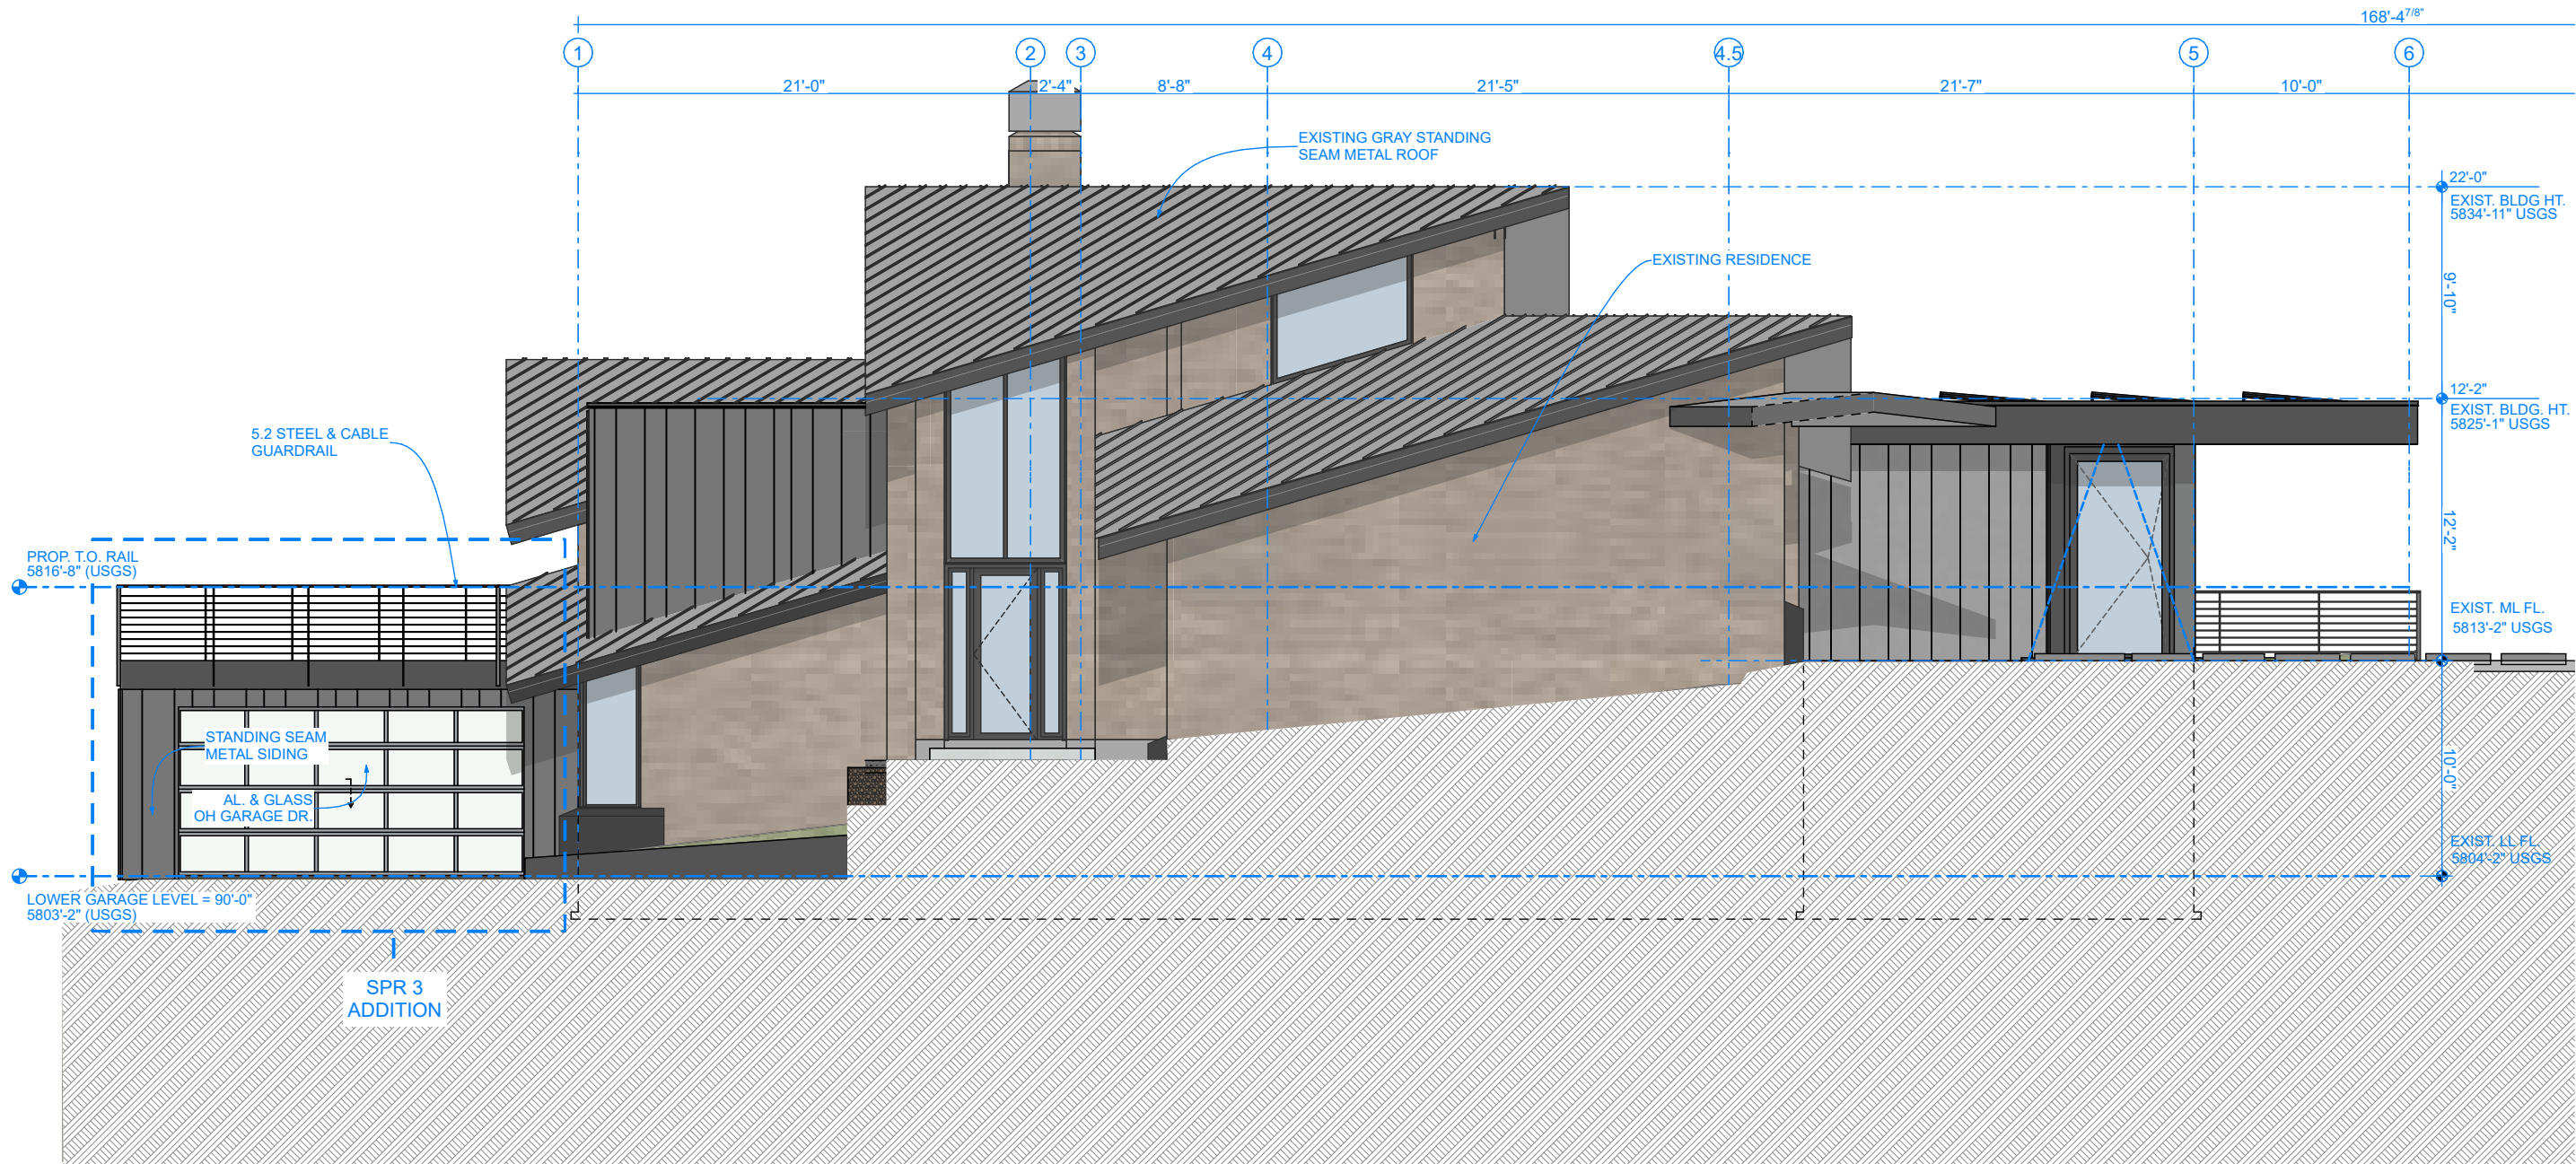 168'-4 7/8"
1
2
3
4
4.5
5
6
21'-0"
2'-4"
8'-8"
21'-5"
21'-7"
10'-0"
EXISTING GRAY STANDING
SEAM METAL ROOF
22'-0"
EXIST. BLDG HT.
5834'-11" USGS
EXISTING RESIDENCE
9'-10"
12'-2"
EXIST. BLDG. HT.
5825'-1" USGS
5.2 STEEL & CABLE
GUARDRAIL
12'-2"
PROP. T.O. RAIL
5816'-8" (USGS)
EXIST. ML FL.
5813'-2" USGS
STANDING SEAM
METAL SIDING
AL. & GLASS
OH GARAGE DR.
10'-0"
EXIST. LL FL.
5804'-2" USGS
LOWER GARAGE LEVEL = 90'-0"
5803'-2" (USGS)
SPR 3
ADDITION